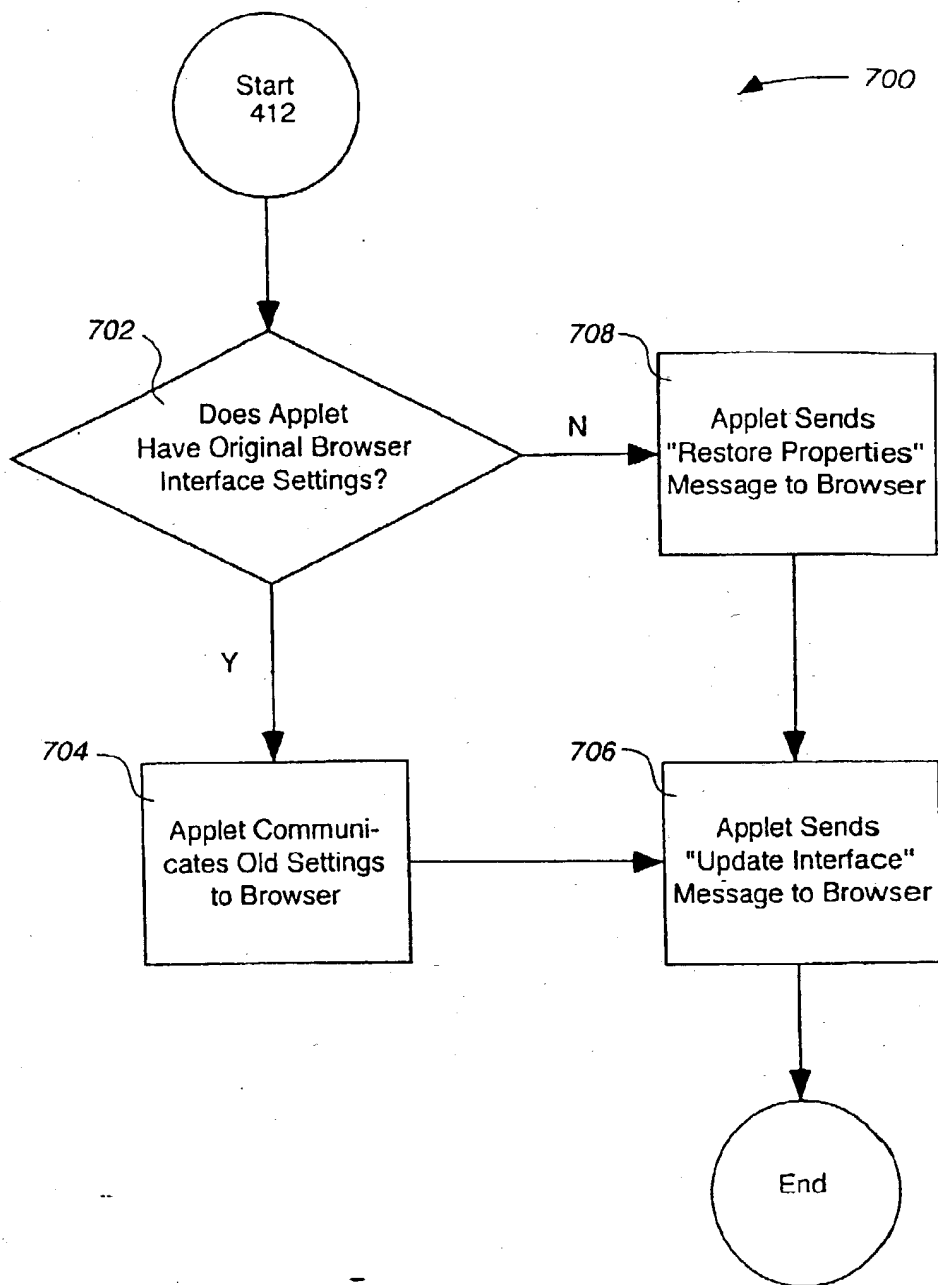 Start
412
700
702
Does Applet
Have Original Browser
Interface Settings?
N
708
Applet Sends
"Restore Properties"
Message to Browser
Y
704
Applet Communi-
cates Old Settings
to Browser
706
Applet Sends
"Update Interface"
Message to Browser
End